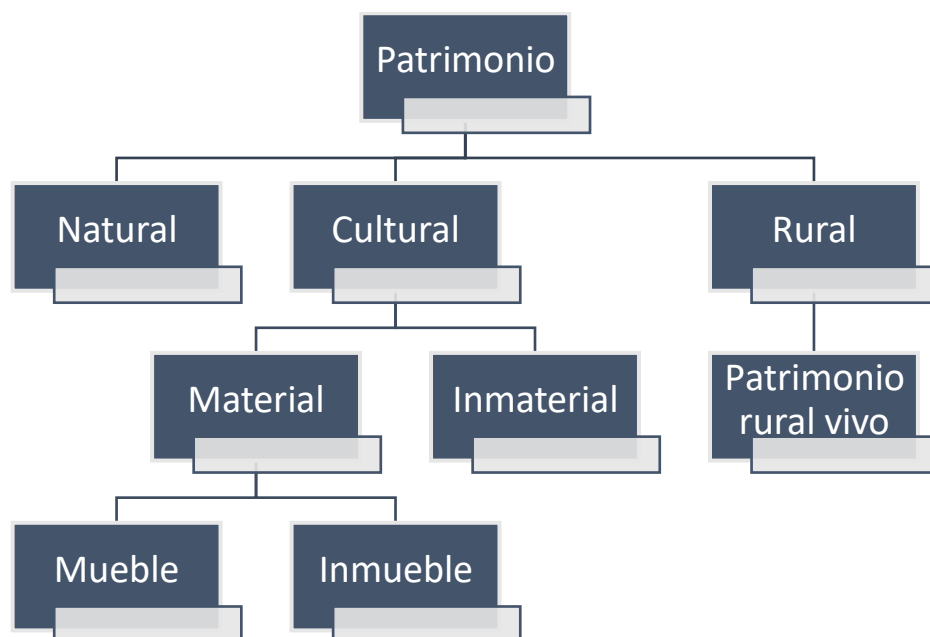 Patrimonio
Natural
Cultural
Rural
Material
Inmaterial
Patrimonio
rural vivo
Mueble
Inmueble